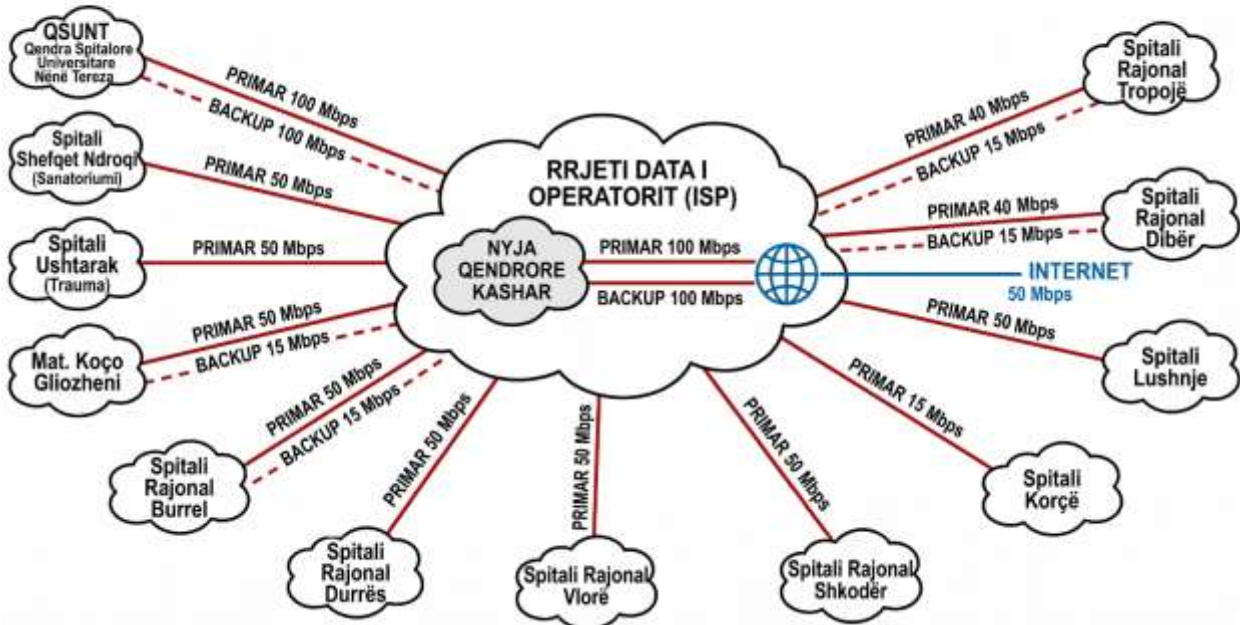 QSUNT
Qendra Spitalore
Universitare
Nënë Tereza
PRIMAR 100 Mbps
BACKUP 100 Mbps
Spitali
Shefqet Ndroqi
(Sanatoriumi)
PRIMAR 50 Mbps
Spitali
Ushtarak
(Trauma)
PRIMAR 50 Mbps
Mat. Koço
Gliozheni
PRIMAR 50 Mbps
BACKUP 15 Mbps
Spitali
Rajonal
Burrel
PRIMAR 50 Mbps
BACKUP 15 Mbps
Spitali
Rajonal
Durrës
PRIMAR 50 Mbps
Spitali Rajonal
Vlorë
PRIMAR 50 Mbps
Spitali Rajonal
Shkodër
PRIMAR 50 Mbps
Spitali
Korçë
PRIMAR 15 Mbps
Spitali
Lushnje
PRIMAR 50 Mbps
INTERNET
50 Mbps
Spitali
Rajonal
Dibër
PRIMAR 40 Mbps
BACKUP 15 Mbps
Spitali
Rajonal
Tropojë
PRIMAR 40 Mbps
BACKUP 15 Mbps
RRJETI DATA I
OPERATORIT (ISP)
NYJA
QENDRORE
KASHAR
PRIMAR 100 Mbps
BACKUP 100 Mbps